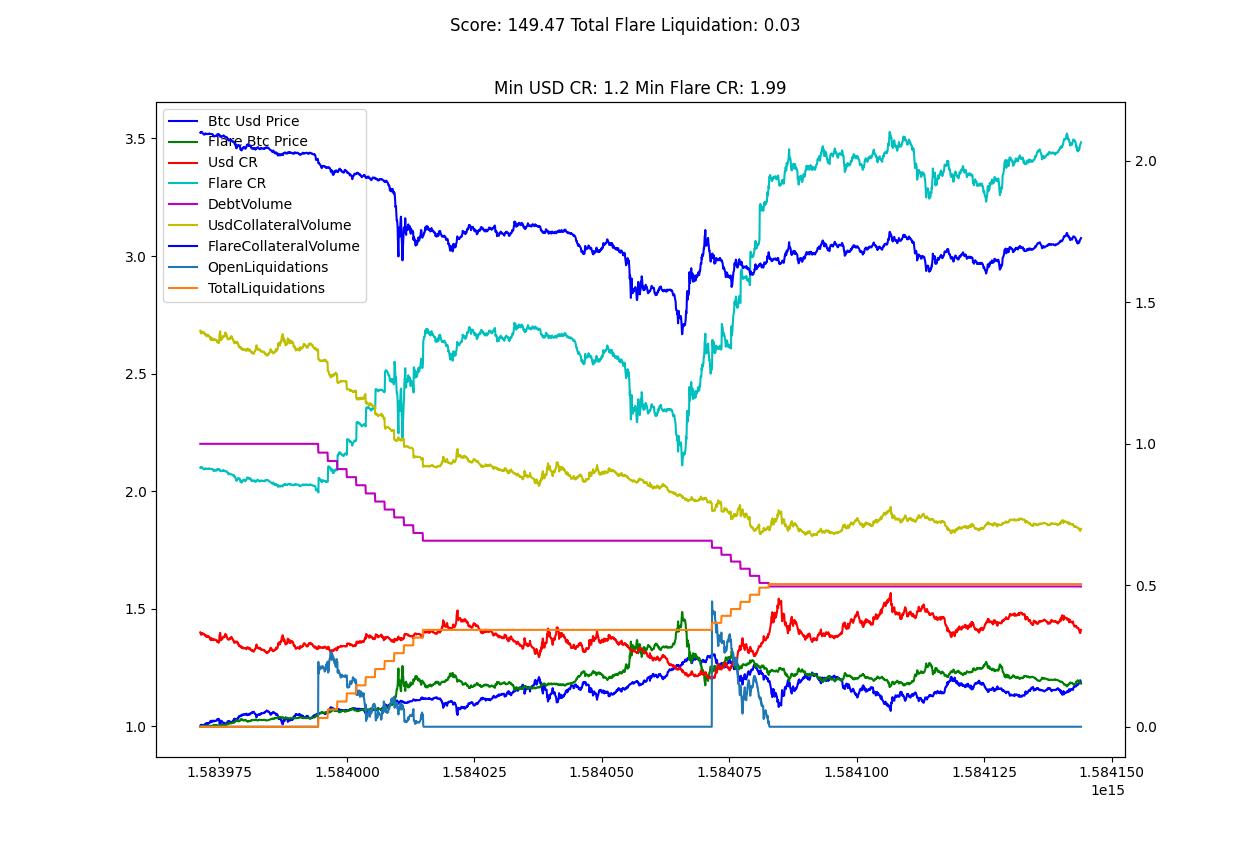 Score: 149.47 Total Flare Liquidation: 0.03
Min USD CR: 1.2 Min Flare CR: 1.99
Btc Usd Price
Flare Btc Price
Usd CR
Flare CR
DebtVolume
UsdCollateralVolume
FlareCollateralVolume
OpenLiquidations
TotalLiquidations
3.5
3.0
2.5
2.0
1.5
1.0
2.0
1.5
1.0
0.5
0.0
1.583975 1.584000 1.584025 1.584050 1.584075 1.584100 1.584125 1.584150
1e15